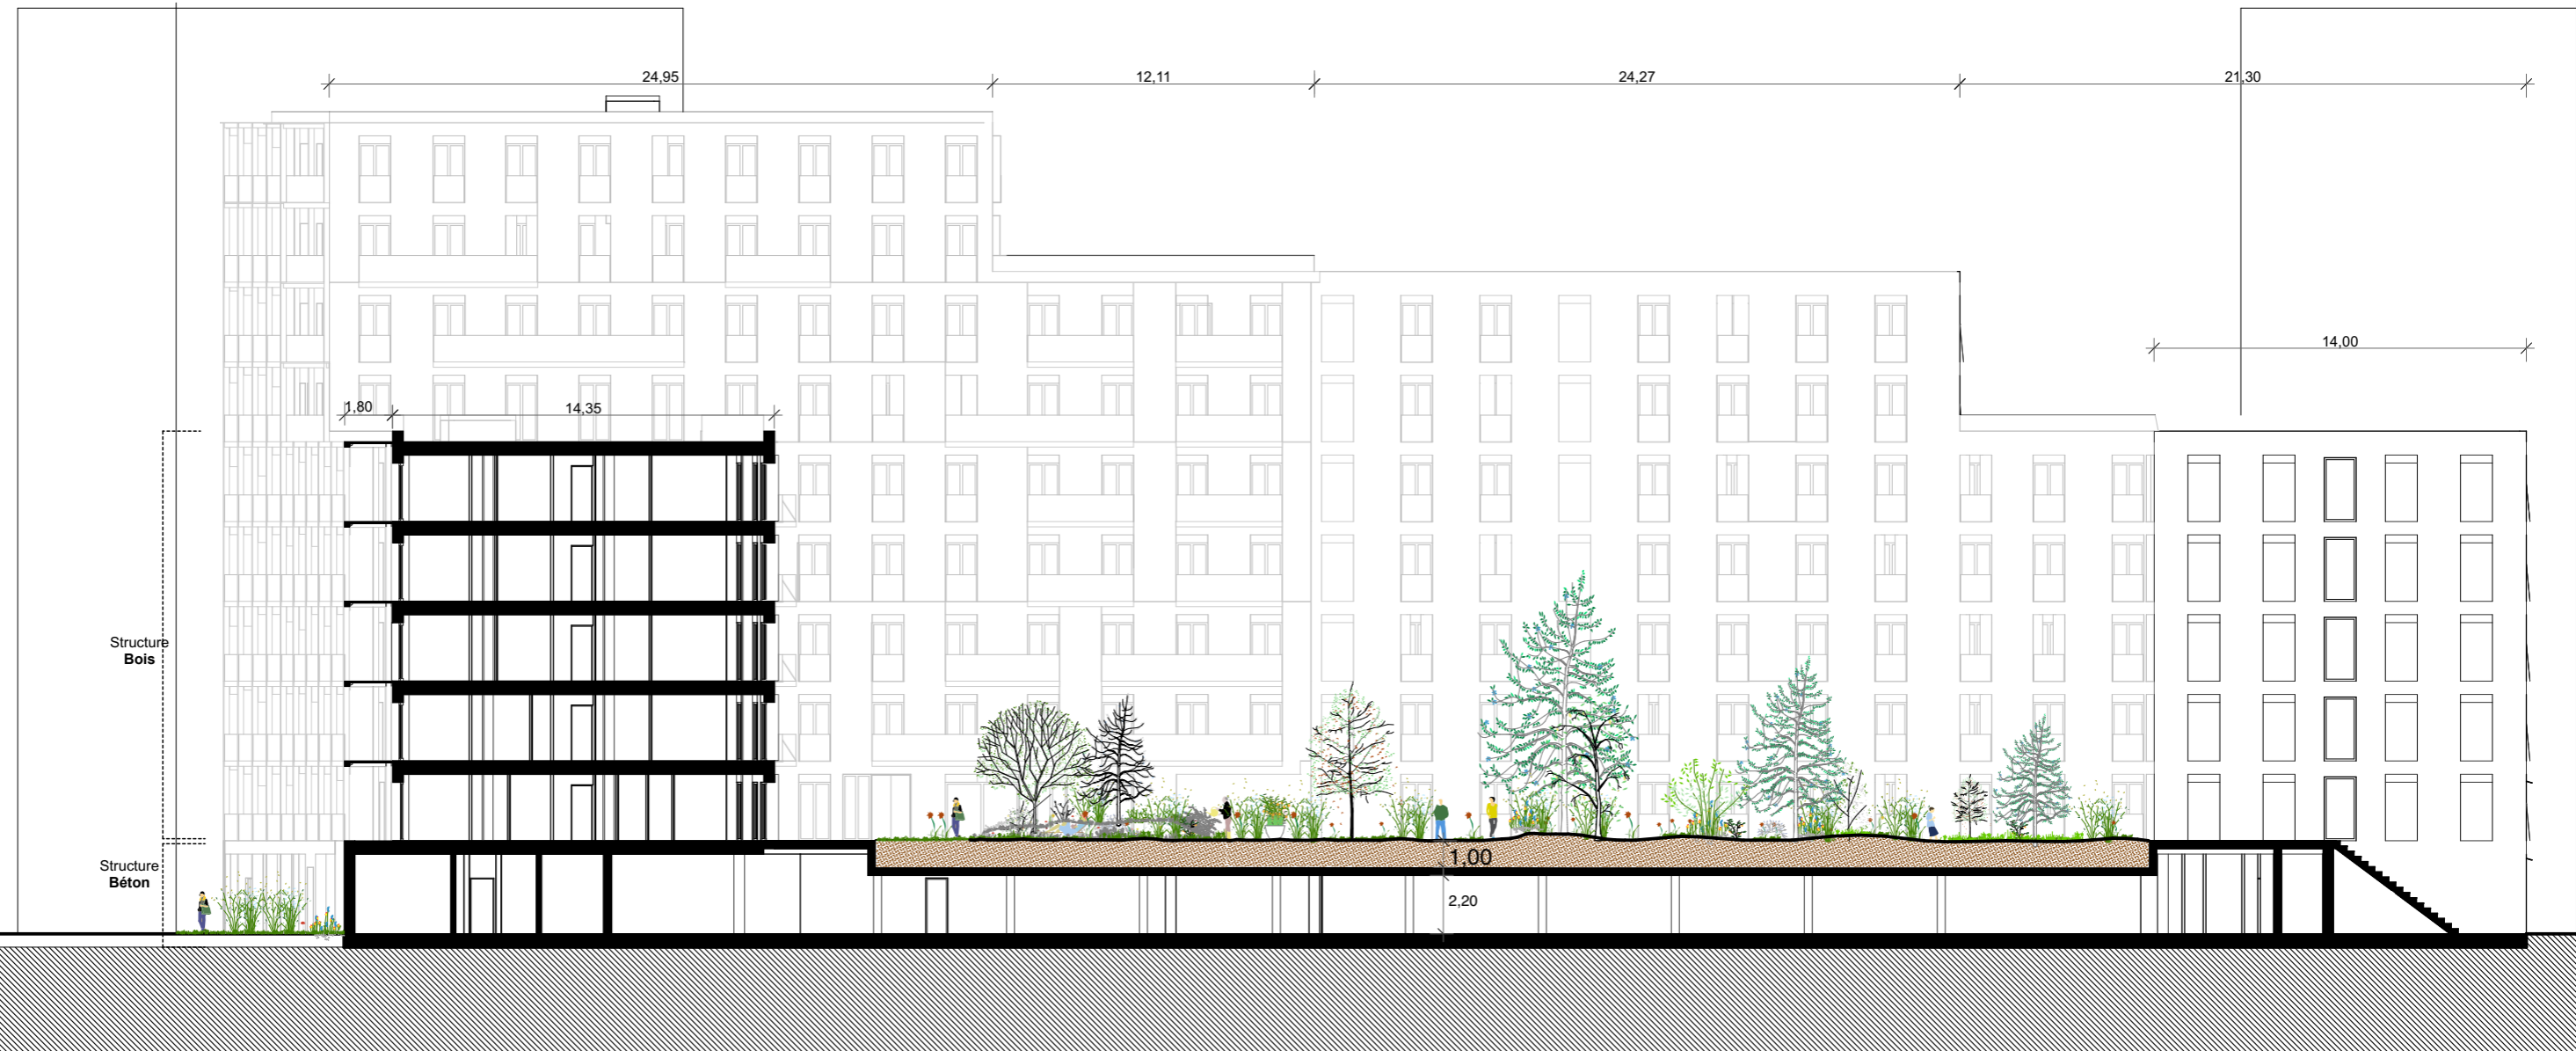 24,95
12,11
24,27
21,30
14,00
1,80
14,35
Structure
Bois
Structure
Béton
1,00
2,20